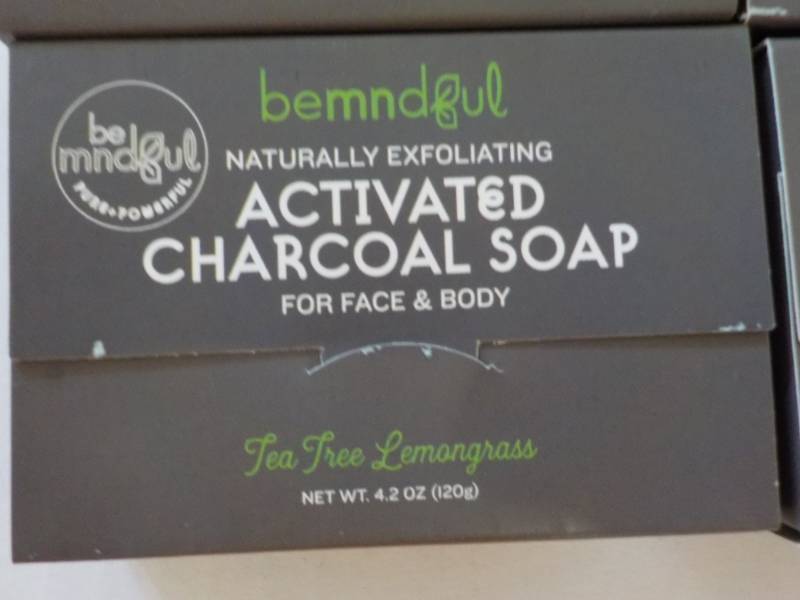 bemndful
be
mndful
PURE+POWERFUL
NATURALLY EXFOLIATING
ACTIVATED
CHARCOAL SOAP
FOR FACE & BODY
Tea Tree Lemongrass
NET WT. 4.2 OZ (120g)